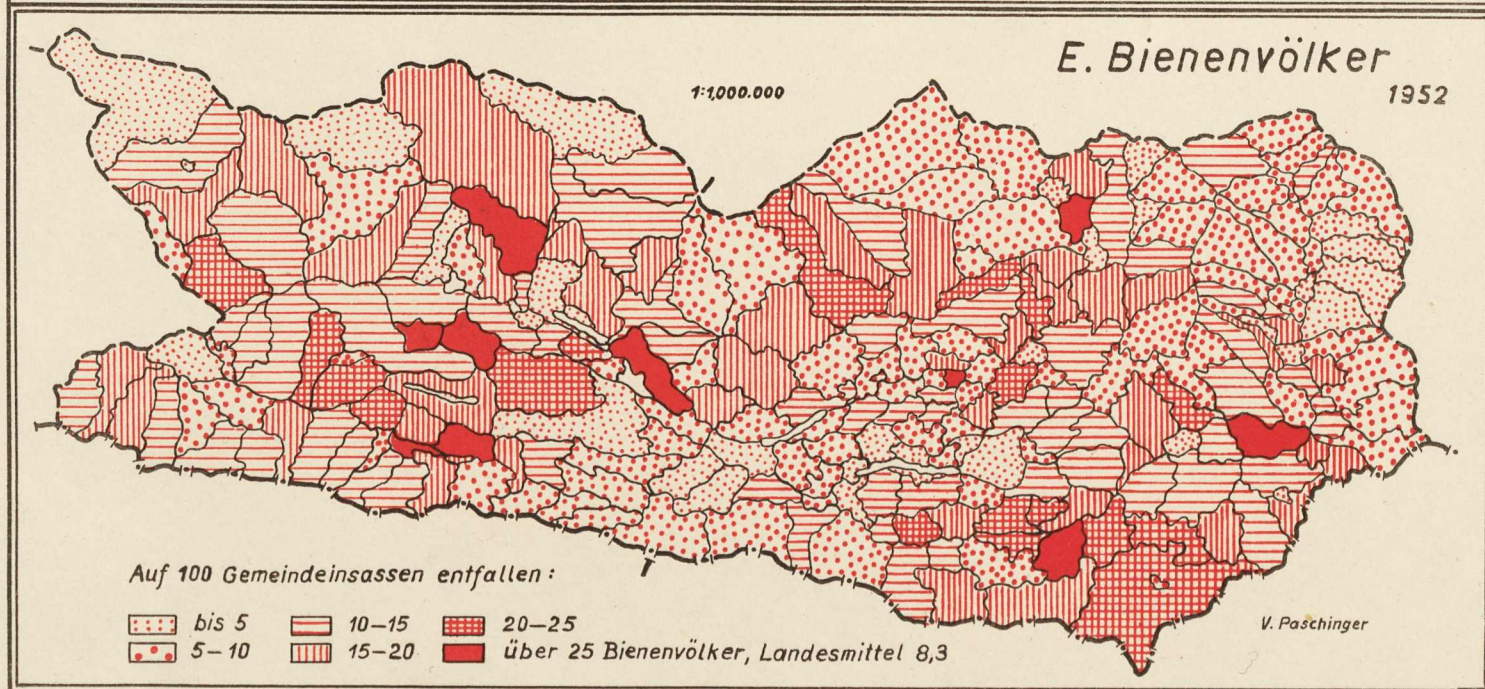 E. Bienenvölker
1952
1:1,000.000
Auf 100 Gemeindeinsassen entfallen:
bis 5
10-15
20-25
5-10
15-20
über 25 Bienenvölker, Landesmittel 8,3
V. Paschinger